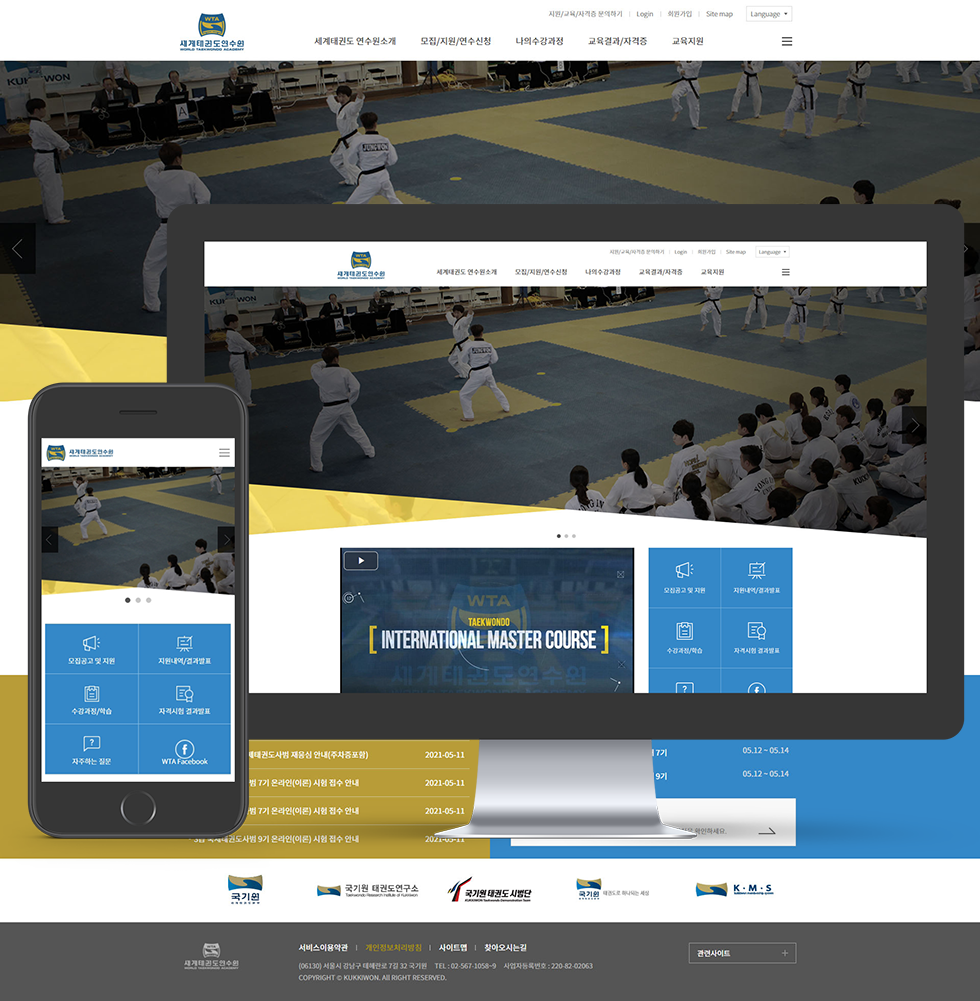 지원/교육/자격증 문의하기 Login 회원가입 Site map Language
WTA
세계태권도연수원
WORLD TAEKWONDO ACADEMY
세계태권도 연수원소개 모집/지원/연수신청 나의수강과정 교육결과/자격증 교육지원
A
지원/교육/자격증 문의하기 Login 회원가입 Site map Language
WTA
세계태권도연수원
WORLD TAEKWONDO ACADEMY
세계태권도 연수원소개 모집/지원/연수신청 나의수강과정 교육결과/자격증 교육지원
WTA
TAEKWONDO
[ INTERNATIONAL MASTER COURSE ]
세계태권도연수원
모집공고 및 지원 지원내역/결과발표
수강과정/학습 자격시험 결과발표
WTA
세계태권도연수원
WORLD TAEKWONDO ACADEMY
모집공고 및 지원 지원내역/결과발표
수강과정/학습 자격시험 결과발표
자주하는 질문 WTA Facebook
태권도사범 재응심 안내(주차증포함) 2021-05-11
7기 온라인(이론) 시험 접수 안내 2021-05-11
7기 온라인(이론) 시험 접수 안내 2021-05-11
9기 온라인(이론) 시험 접수 안내 2021-05-11
7기 05.12 ~ 05.14
9기 05.12 ~ 05.14
확인하세요.
국기원
KUKKIWON
국기원 태권도연구소
Taekwondo Research Institute of Kukkiwon
국기원 태권도 시범단
KUKKIWON Taekwondo Demonstration Team
국기원 태권도로 하나되는 세상
K·M·S
세계태권도연수원
WORLD TAEKWONDO ACADEMY
서비스이용약관 개인정보처리방침 사이트맵 찾아오시는길
(06130) 서울시 강남구 테헤란로 7길 32 국기원 TEL : 02-567-1058~9 사업자등록번호 : 220-82-02063
COPYRIGHT © KUKKIWON. All RIGHT RESERVED.
관련사이트